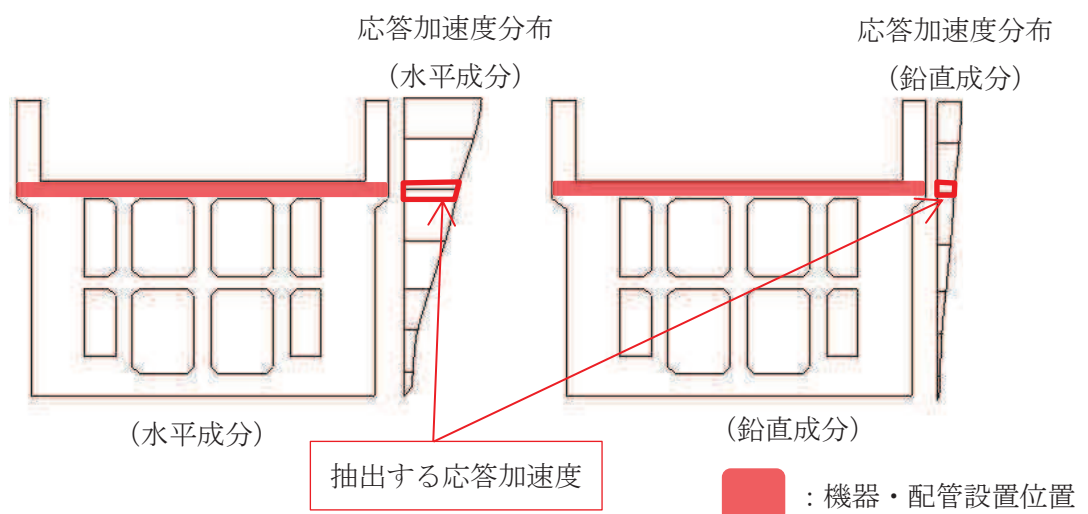 応答加速度分布
(水平成分)
応答加速度分布
(鉛直成分)
(水平成分)
(鉛直成分)
抽出する応答加速度
:機器・配管設置位置